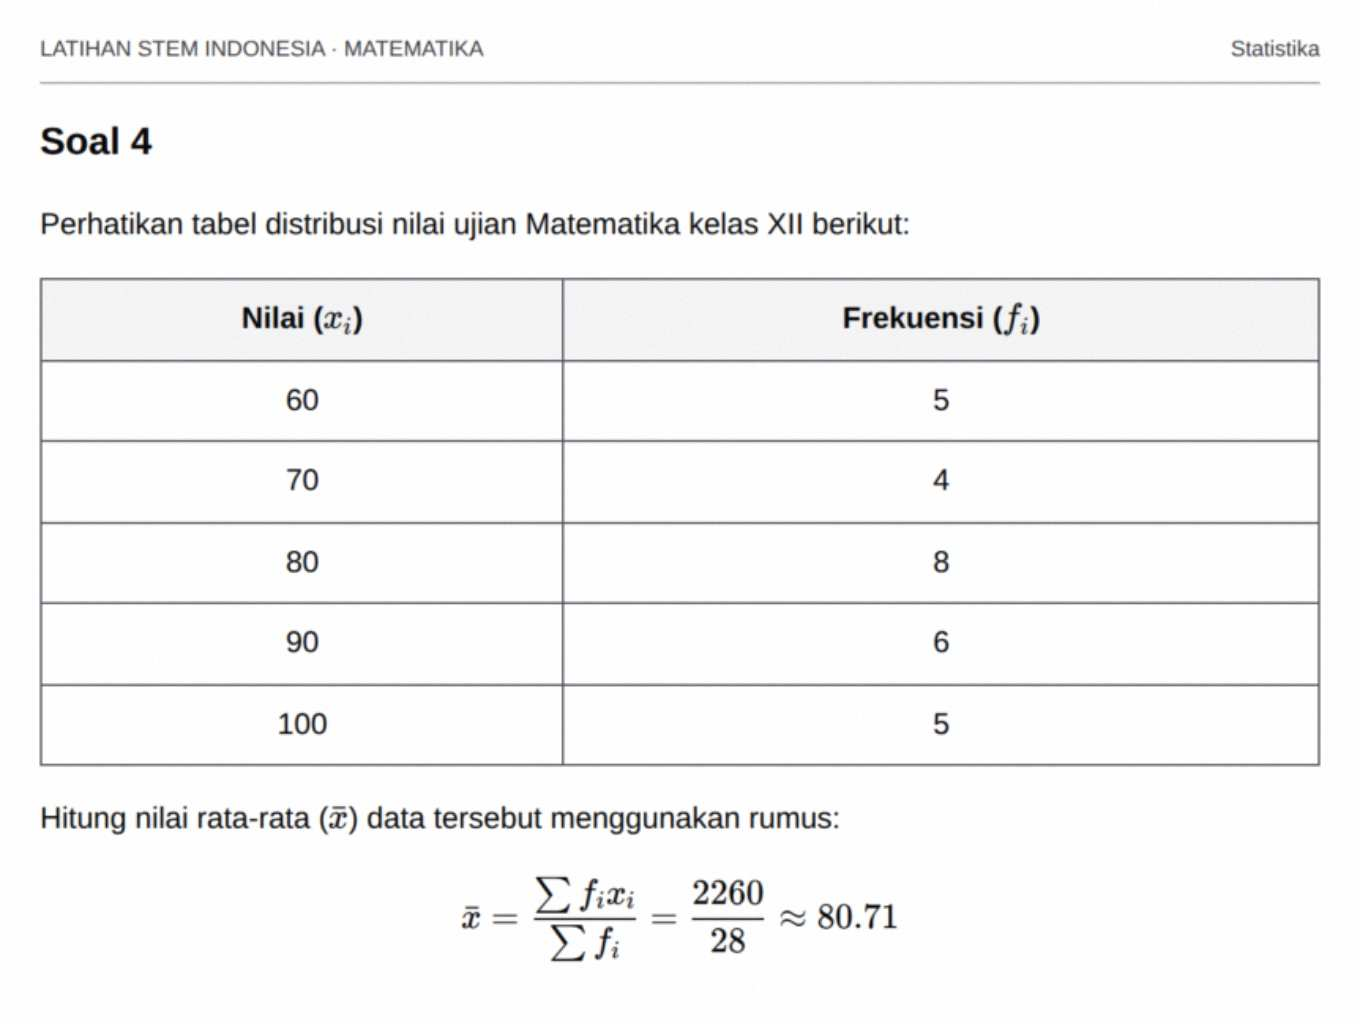 LATIHAN STEM INDONESIA · MATEMATIKA Statistika
Soal 4
Perhatikan tabel distribusi nilai ujian Matematika kelas XII berikut:
Nilai (xᵢ) Frekuensi (fᵢ)
60 5
70 4
80 8
90 6
100 5
Hitung nilai rata-rata (x̄) data tersebut menggunakan rumus:
x̄ = ∑ fᵢxᵢ / ∑ fᵢ = 2260 / 28 ≈ 80.71